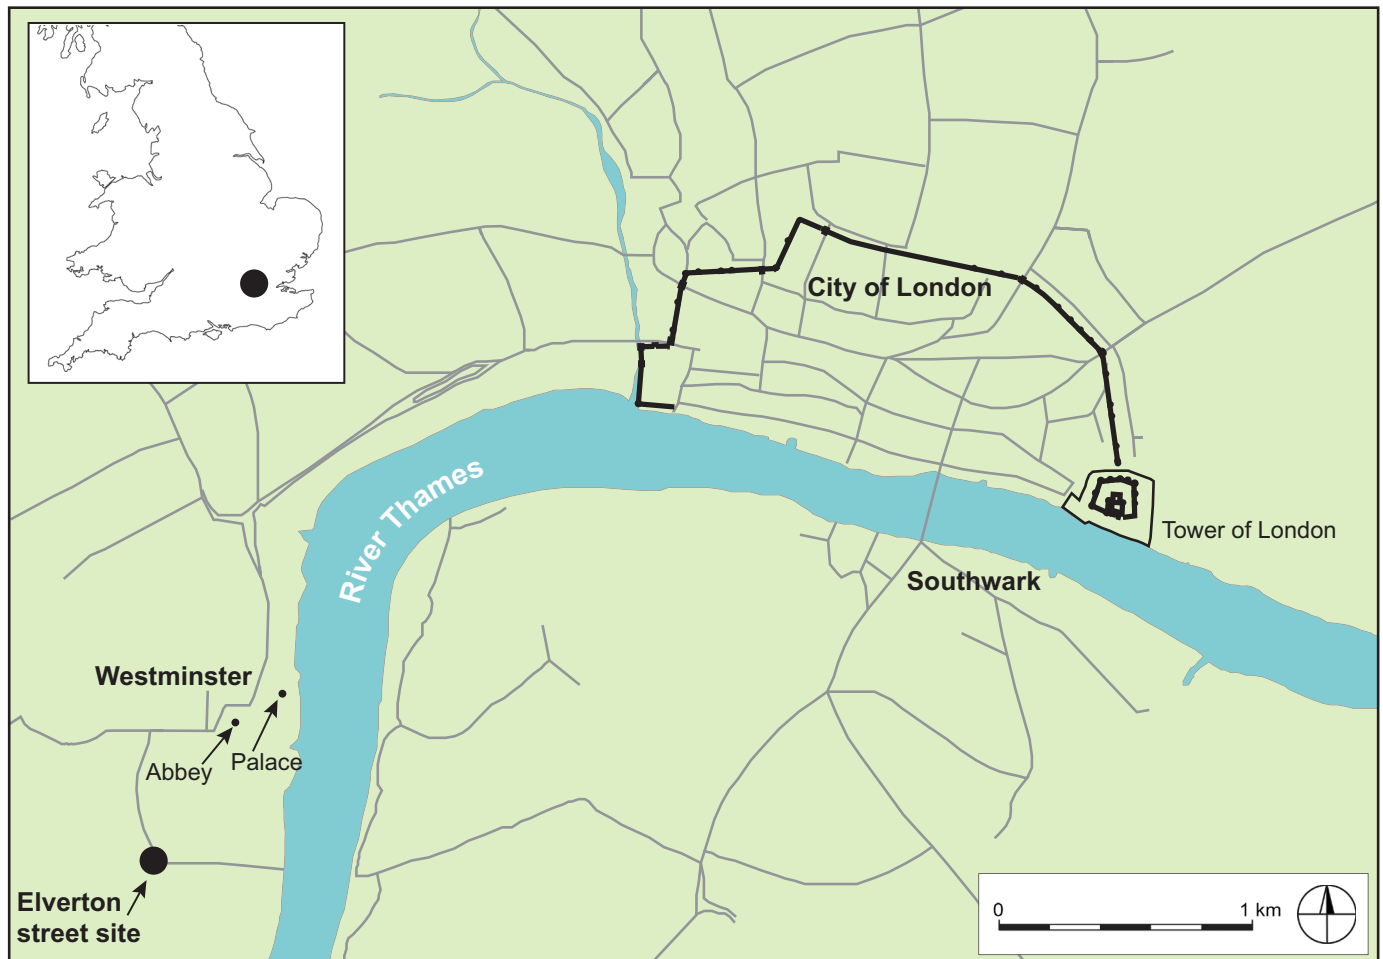 City of London
River Thames
Tower of London
Southwark
Westminster
Abbey
Palace
Elverton
street site
0
1 km